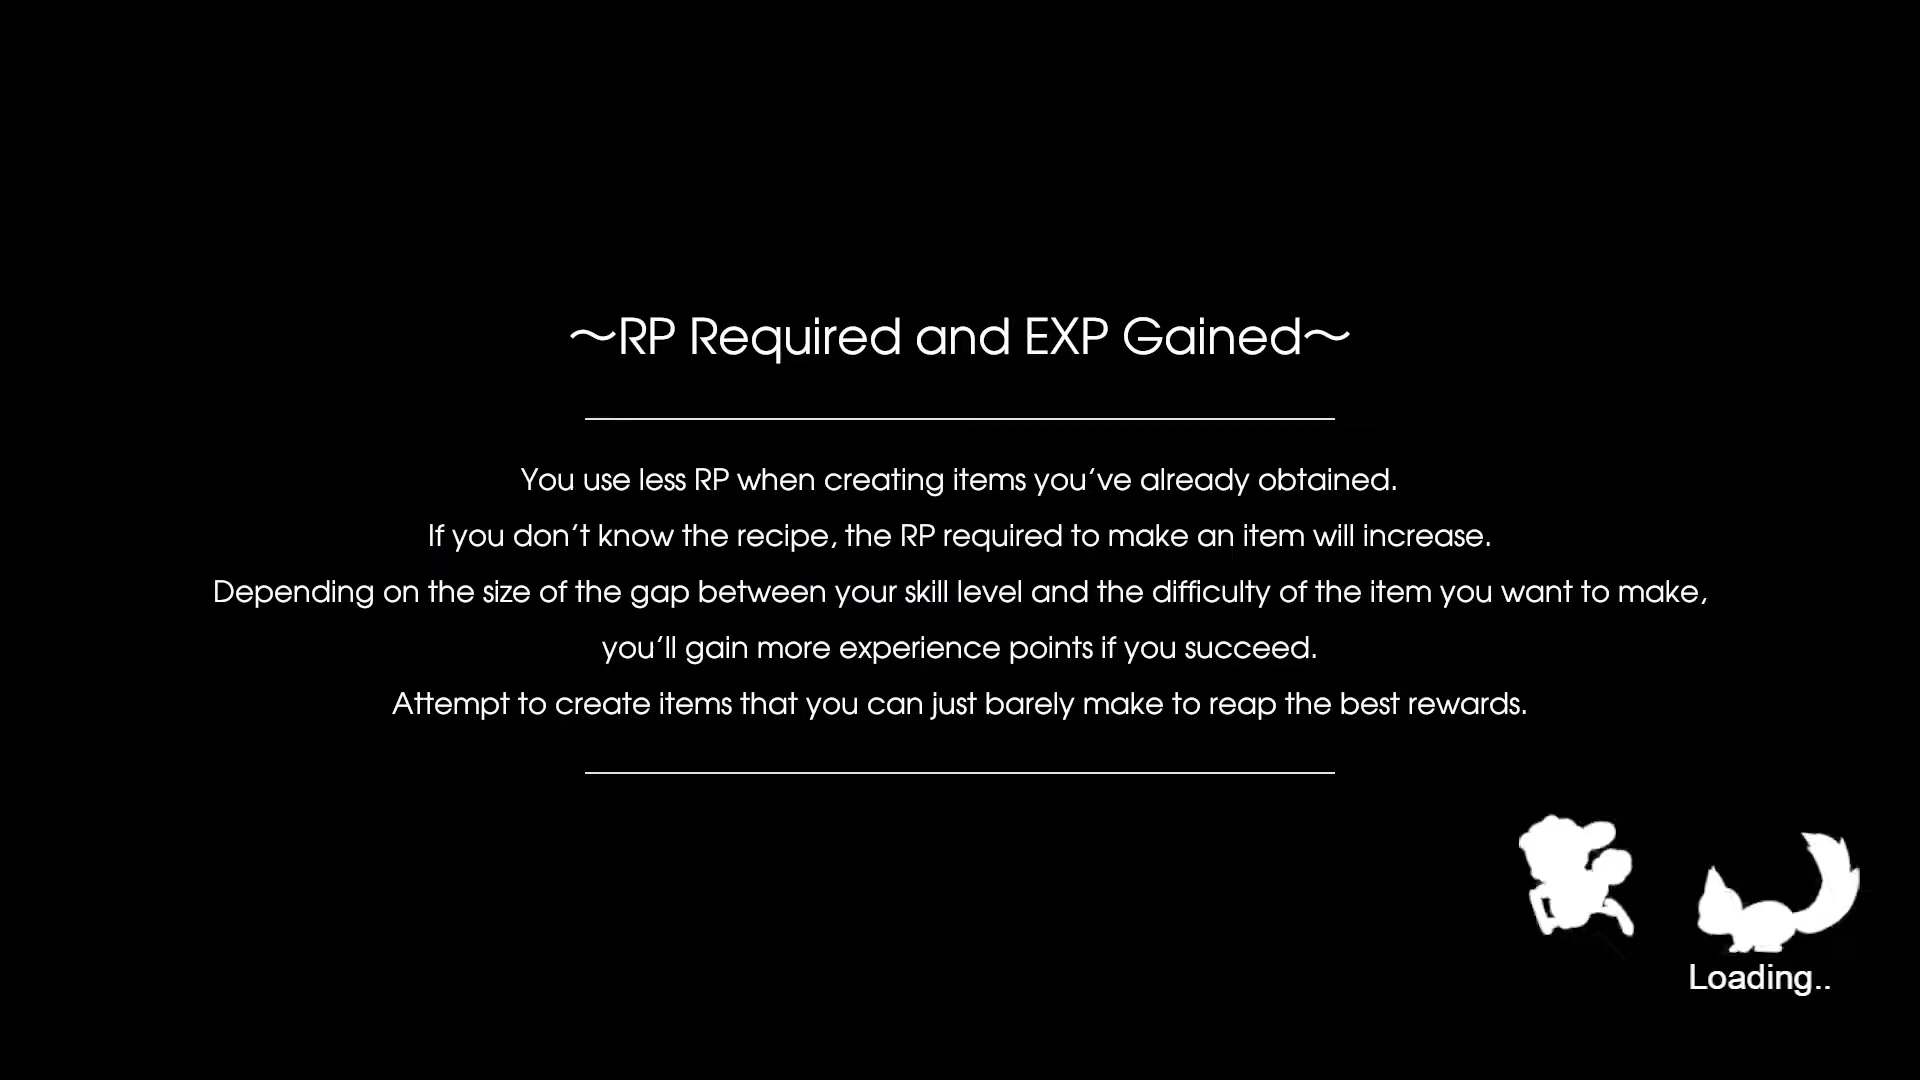 ～RP Required and EXP Gained～
You use less RP when creating items you’ve already obtained.
If you don’t know the recipe, the RP required to make an item will increase.
Depending on the size of the gap between your skill level and the difficulty of the item you want to make,
you’ll gain more experience points if you succeed.
Attempt to create items that you can just barely make to reap the best rewards.
Loading..